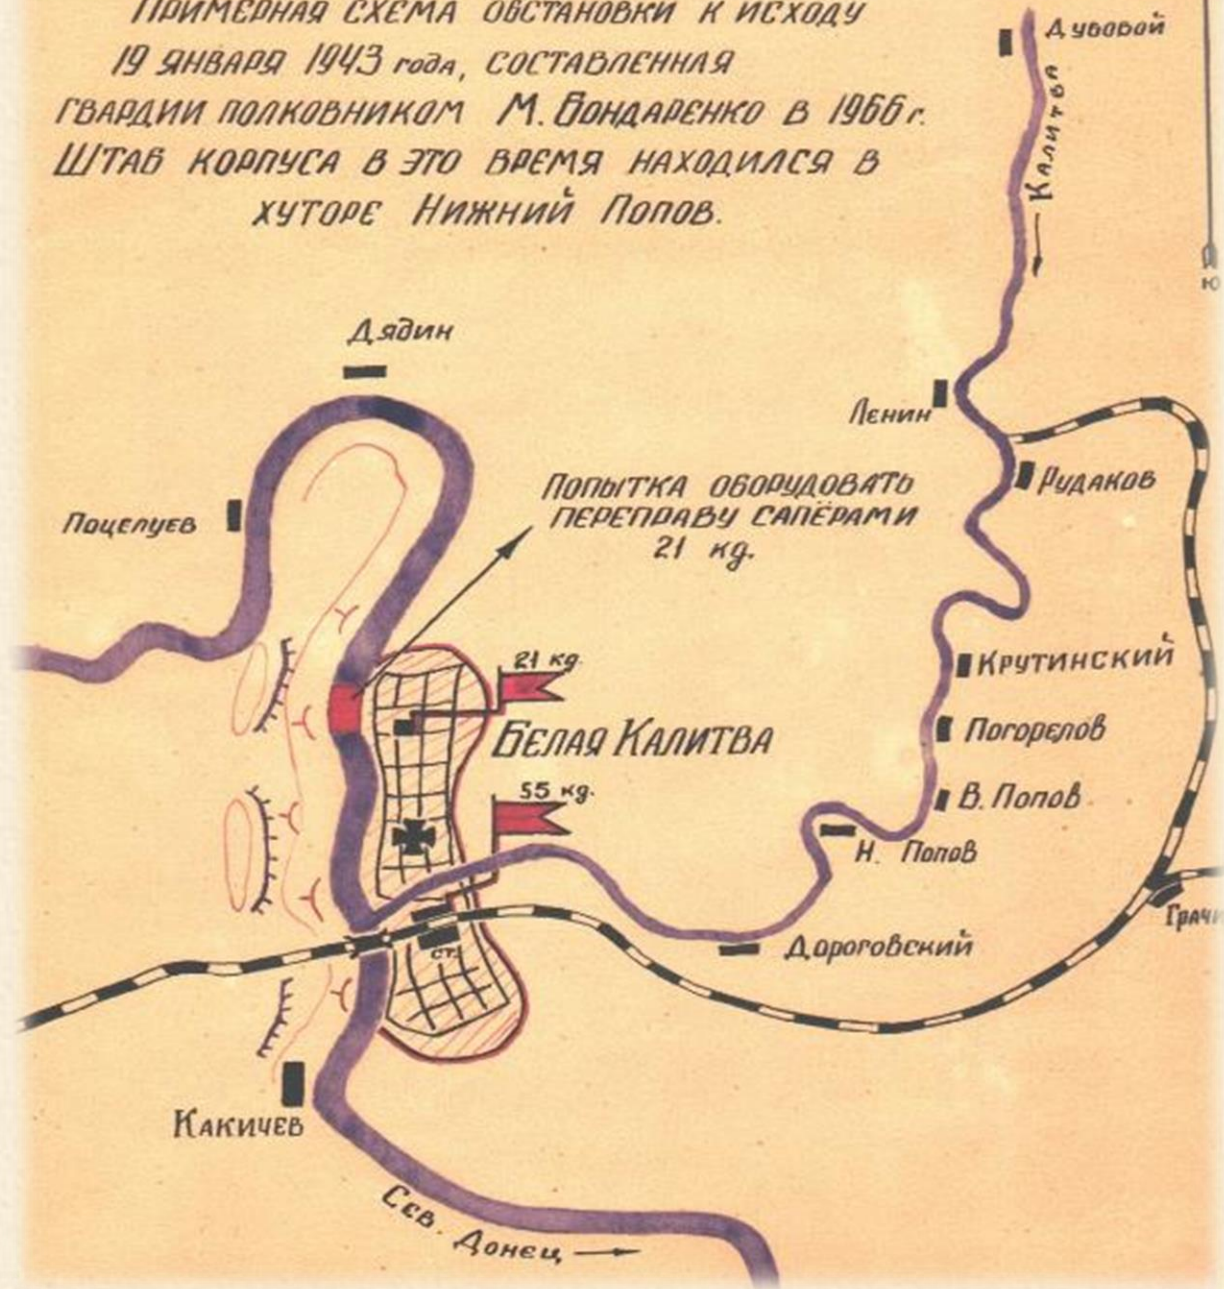 ПРИМЕРНАЯ СХЕМА ОБСТАНОВКИ К ИСХОДУ
19 ЯНВАРЯ 1943 года, СОСТАВЛЕННАЯ
ГВАРДИИ ПОЛКОВНИКОМ М. БОНДАРЕНКО В 1966 г.
ШТАБ КОРПУСА В ЭТО ВРЕМЯ НАХОДИЛСЯ В
ХУТОРЕ НИЖНИЙ ПОПОВ.
Дубовой
Калитва
Ю
Дядин
Ленин
Рудаков
Поцелуев
ПОПЫТКА ОБОРУДОВАТЬ
ПЕРЕПРАВУ САПЁРАМИ
21 кд.
21 кд.
КРУТИНСКИЙ
БЕЛАЯ КАЛИТВА
Погорелов
55 кд.
В. Попов
Н. Попов
Грачи
Дороговский
ст.
КАКИЧЕВ
Сев. Донец